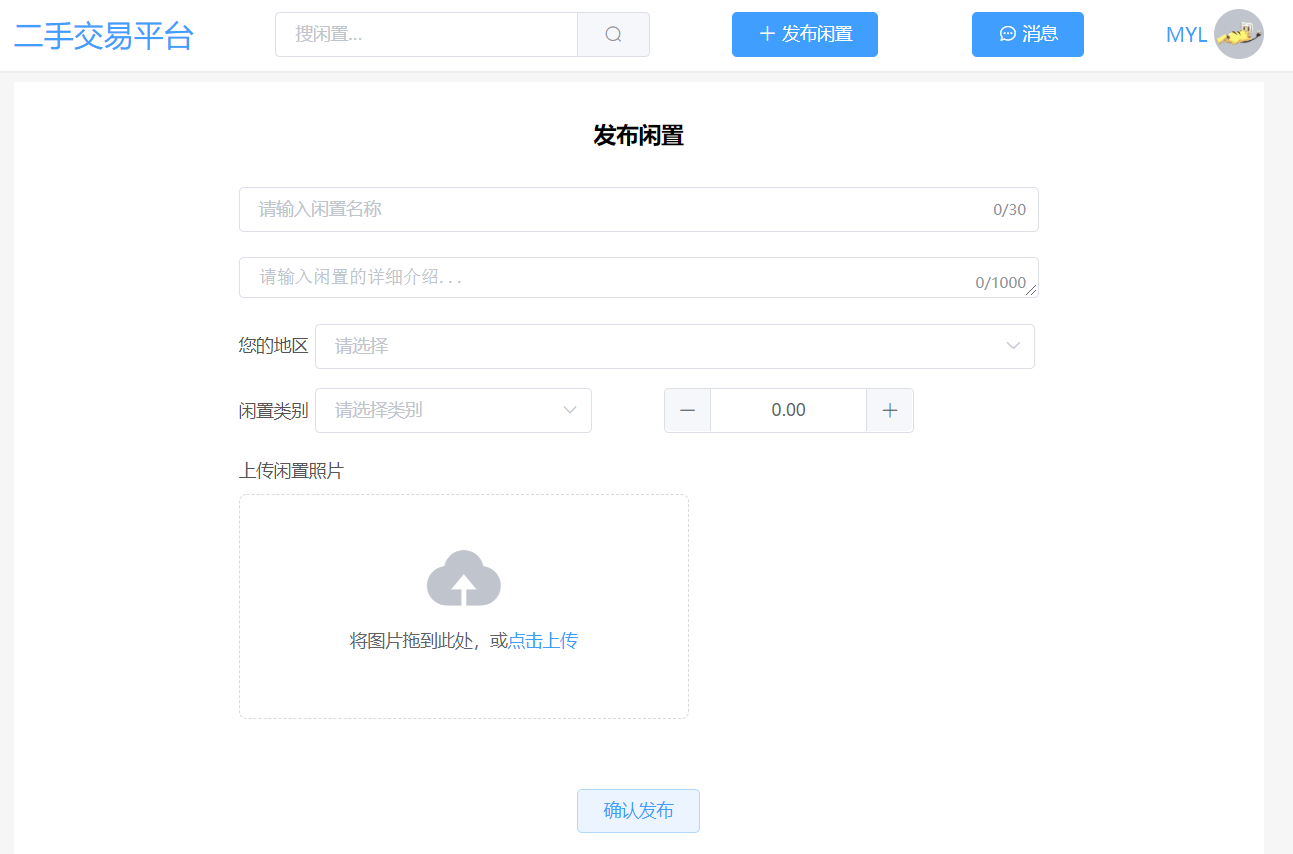 二手交易平台
搜闲置...
发布闲置
消息
MYL
发布闲置
请输入闲置名称
0/30
请输入闲置的详细介绍...
0/1000
您的地区 请选择
闲置类别 请选择类别
0.00
上传闲置照片
将图片拖到此处，或点击上传
确认发布